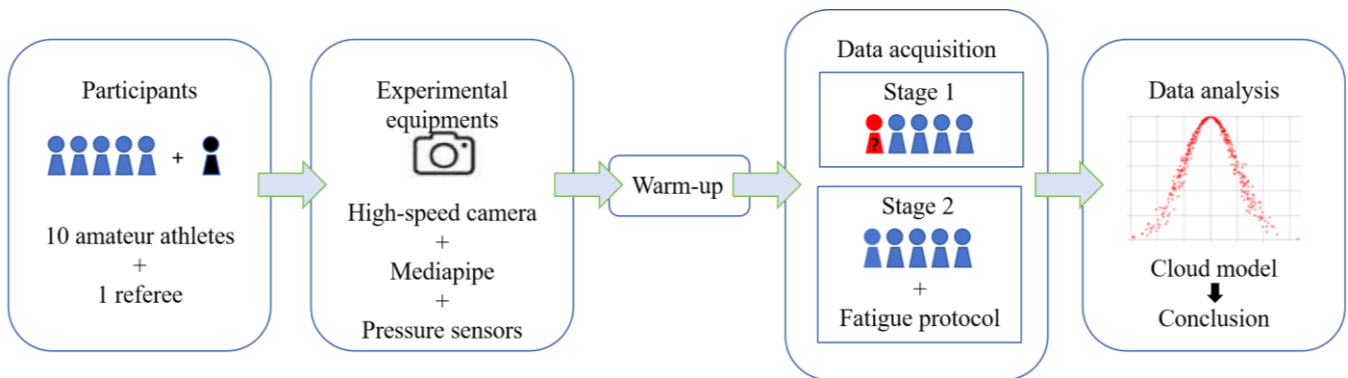 Participants
+
10 amateur athletes
+
1 referee
Experimental
equipments
High-speed camera
+
Mediapipe
+
Pressure sensors
Warm-up
Data acquisition
Stage 1
?
Stage 2
+
Fatigue protocol
Data analysis
Cloud model
Conclusion